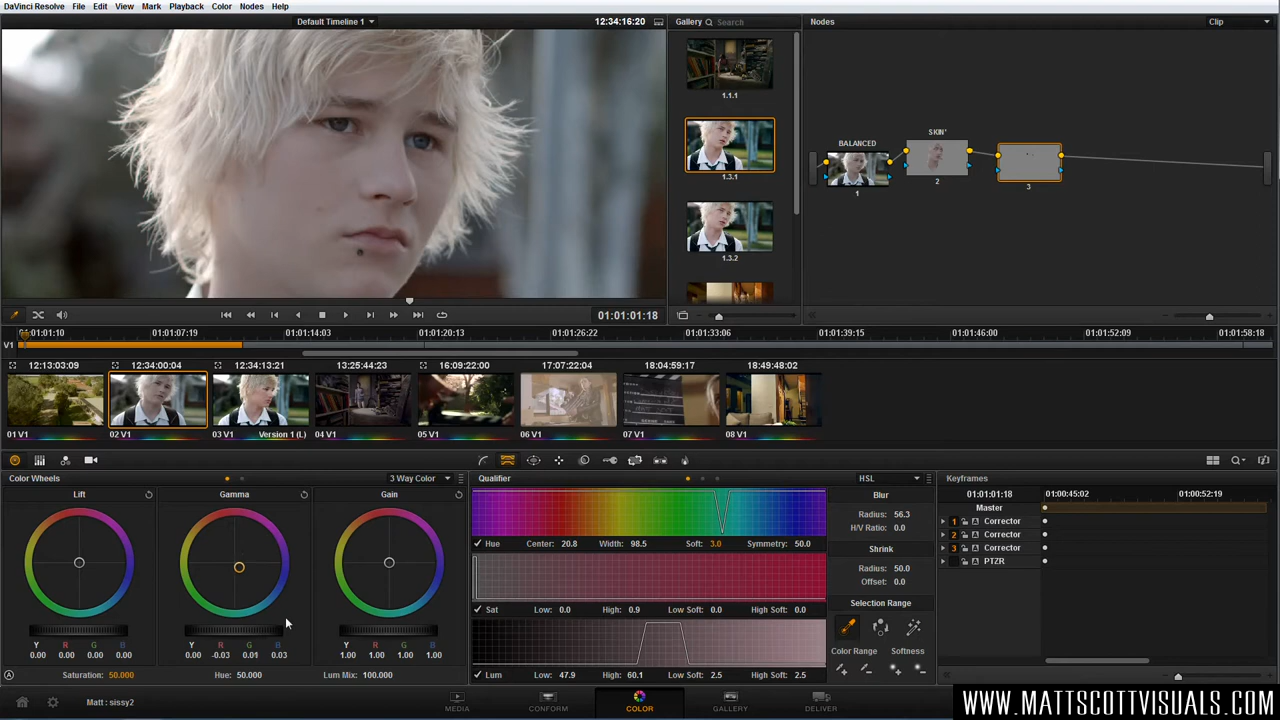 DaVinci Resolve File Edit View Mark Playback Color Nodes Help
Default Timeline 1 12:34:16:20 Gallery Search Nodes Clip
1.1.1
1.3.1
1.3.2
BALANCED
1
SKIN'
2
3
01:01:01:18
01:01:01:10 01:01:07:19 01:01:14:03 01:01:20:13 01:01:26:22 01:01:33:06 01:01:39:15 01:01:46:00 01:01:52:09 01:01:58:18
V1
12:13:03:09 12:34:00:04 12:34:13:21 13:25:44:23 16:09:22:00 17:07:22:04 18:04:59:17 18:49:48:02
01 V1 02 V1 03 V1 Version 1 (L) 04 V1 05 V1 06 V1 07 V1 08 V1
Color Wheels 3 Way Color
Lift Gamma Gain
Y R G B Y R G B Y R G B
0.00 0.00 0.00 0.00 0.00 -0.03 0.01 0.03 1.00 1.00 1.00 1.00
A Saturation: 50.000 Hue: 50.000 Lum Mix: 100.000
Qualifier HSL
Hue Center: 20.8 Width: 98.5 Soft: 3.0 Symmetry: 50.0
Sat Low: 0.0 High: 0.9 Low Soft: 0.0 High Soft: 0.0
Lum Low: 47.9 High: 60.1 Low Soft: 2.5 High Soft: 2.5
Blur
Radius: 56.3
H/V Ratio: 0.0
Shrink
Radius: 50.0
Offset: 0.0
Selection Range
Color Range Softness
Keyframes
01:01:01:18 01:00:45:02 01:00:52:19
Master
1 A Corrector
2 A Corrector
3 A Corrector
A PTZR
Matt : sissy2
MEDIA CONFORM COLOR GALLERY DELIVER
WWW.MATTSCOTTVISUALS.COM